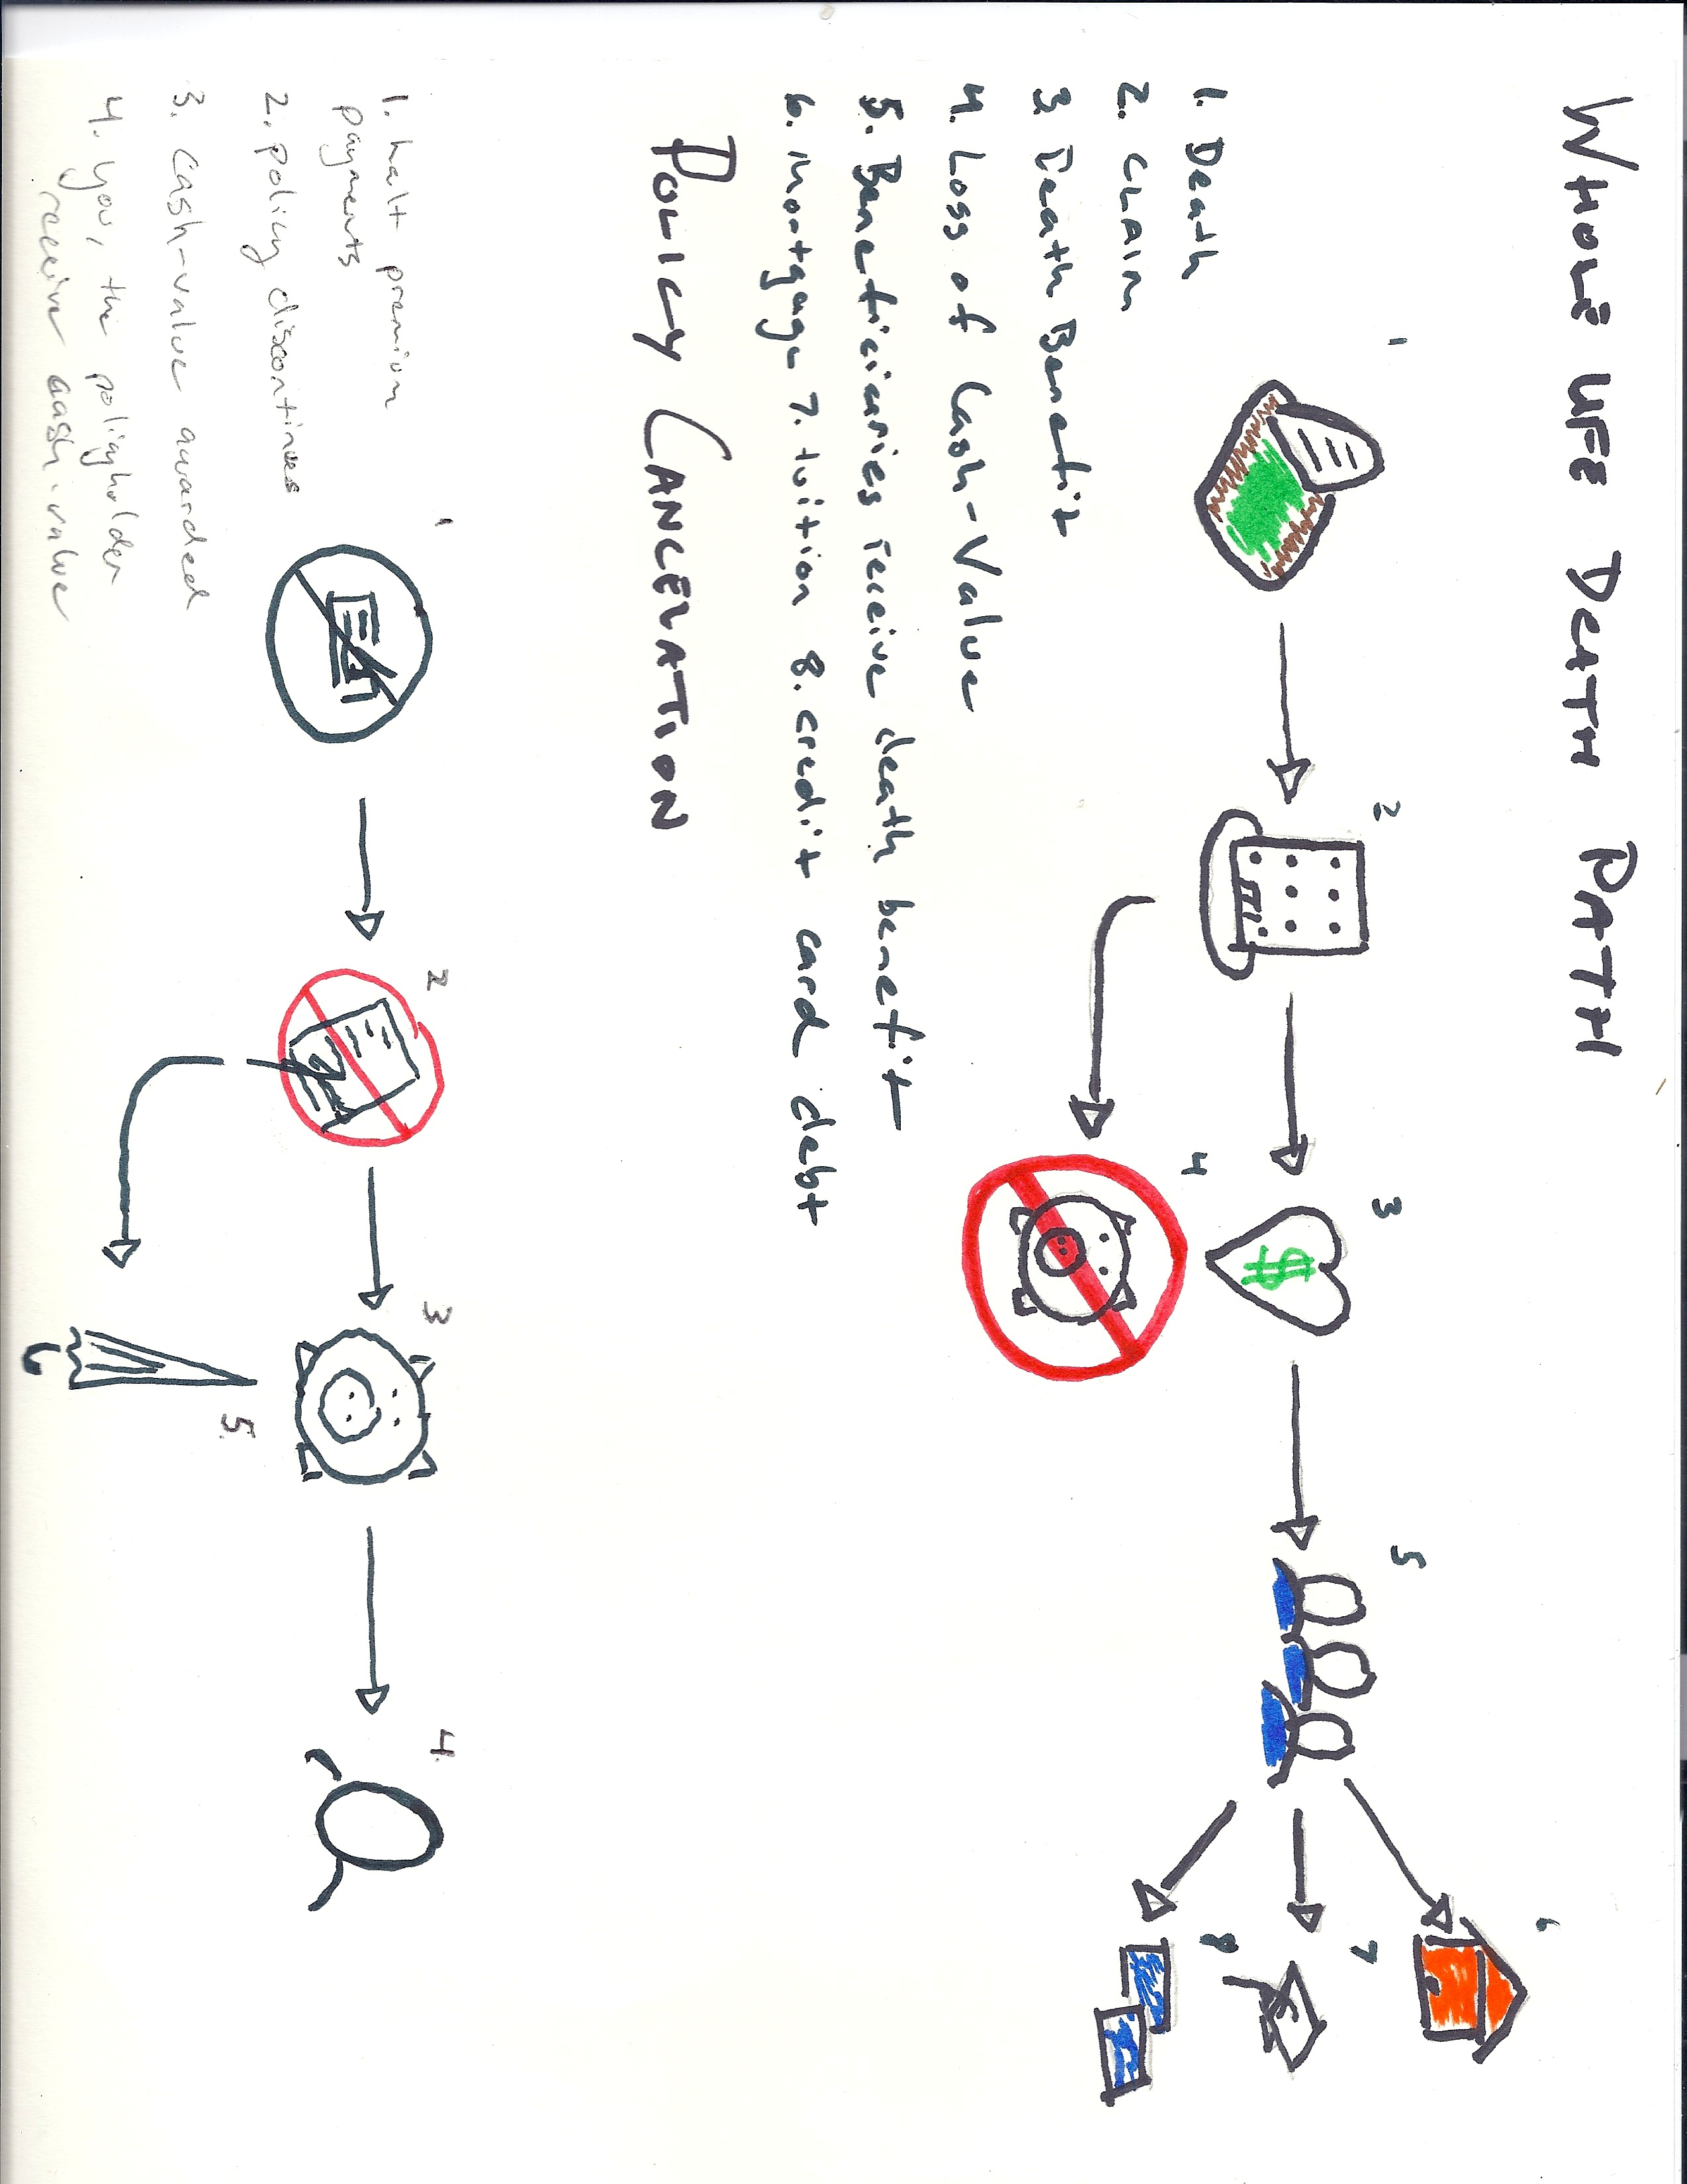 WHOLE LIFE DEATH PATH
1 2 3 4 5 6 7 8
$
1. Death
2. CLAIM
3. Death Benefit
4. Loss of Cash-Value
5. Beneficiaries receive death benefit
6. mortgage 7. tuition 8. credit card debt
POLICY CANCELATION
1 2 3 4. 5.
1. halt premium
payments
2. policy discontinues
3. Cash-value awarded
4. you, the policyholder
receive cash-value